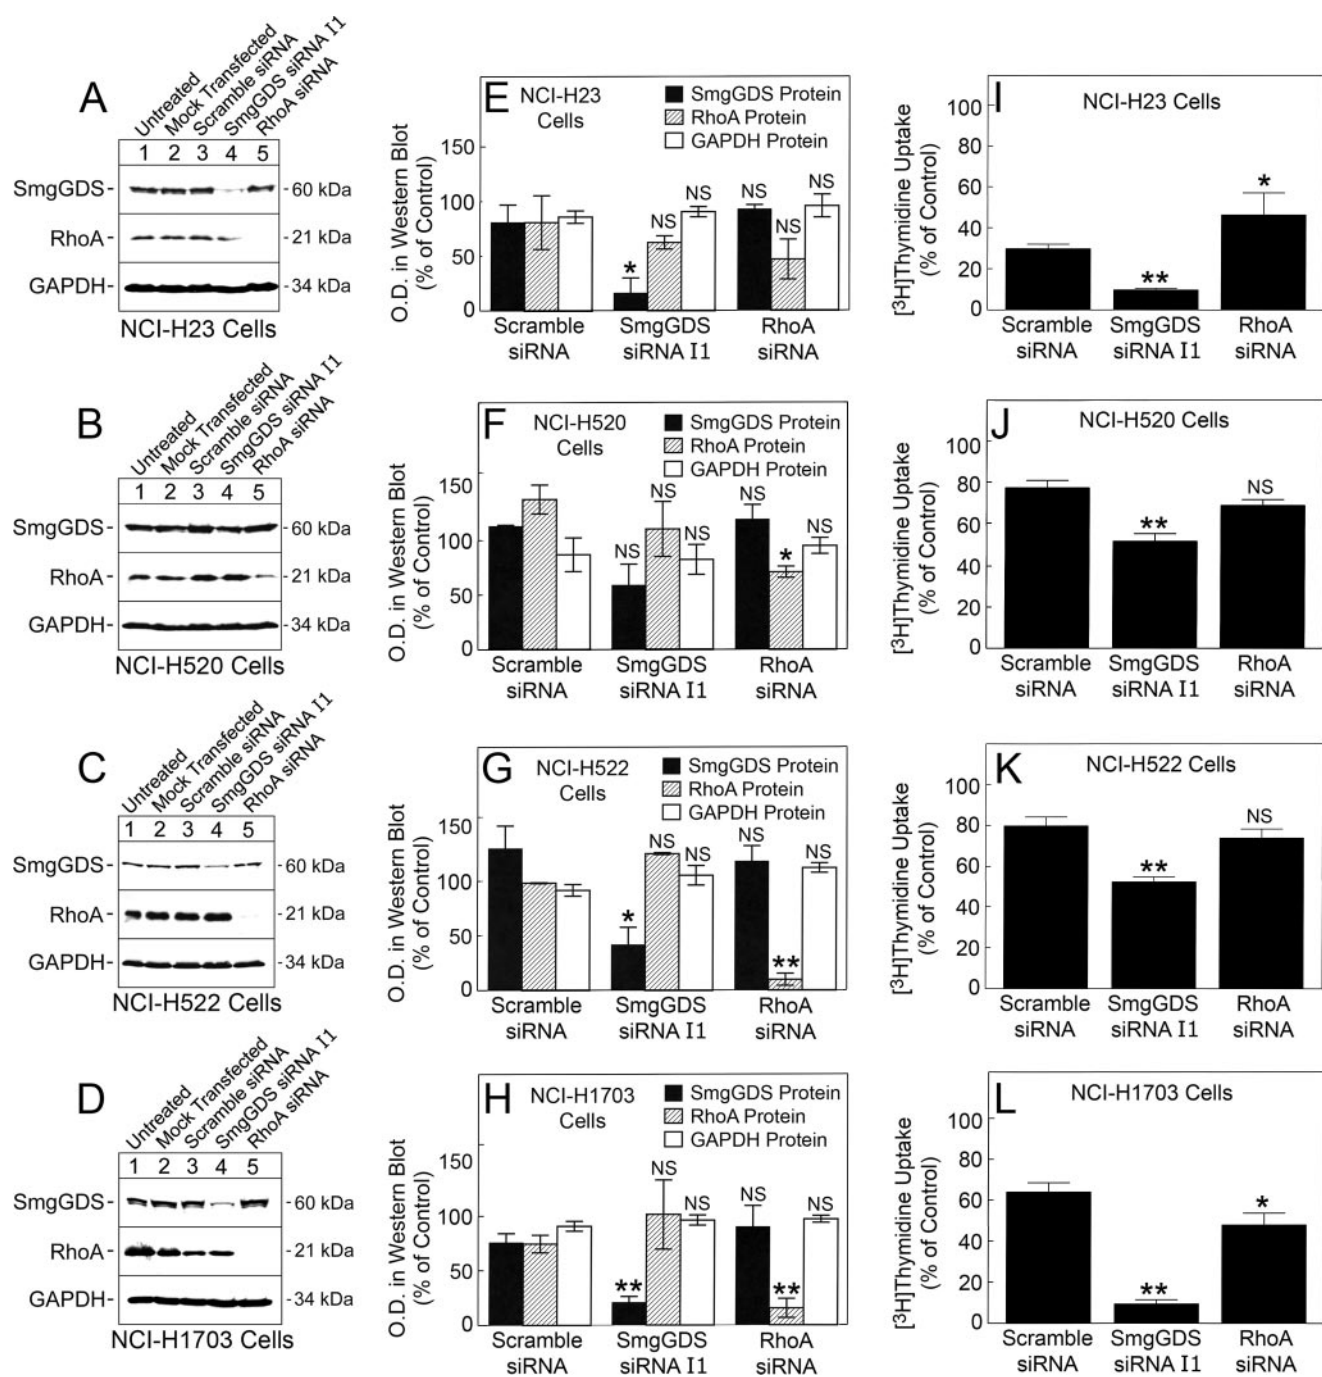 A
Untreated
Mock Transfected
Scramble siRNA
SmgGDS siRNA I1
RhoA siRNA
1 2 3 4 5
SmgGDS- -60 kDa
RhoA -21 kDa
GAPDH- -34 kDa
NCI-H23 Cells
E
NCI-H23
Cells
SmgGDS Protein
RhoA Protein
GAPDH Protein
O.D. in Western Blot
(% of Control)
150
100
50
0
*
NS
NS
NS
NS
NS
Scramble
siRNA
SmgGDS
siRNA I1
RhoA
siRNA
I
NCI-H23 Cells
[³H]Thymidine Uptake
(% of Control)
100
80
60
40
20
0
**
*
Scramble
siRNA
SmgGDS
siRNA I1
RhoA
siRNA
B
Untreated
Mock Transfected
Scramble siRNA
SmgGDS siRNA I1
RhoA siRNA
1 2 3 4 5
SmgGDS- -60 kDa
RhoA- -21 kDa
GAPDH- -34 kDa
NCI-H520 Cells
F
NCI-H520
Cells
SmgGDS Protein
RhoA Protein
GAPDH Protein
O.D. in Western Blot
(% of Control)
150
100
50
0
NS
NS
NS
NS
*
NS
Scramble
siRNA
SmgGDS
siRNA I1
RhoA
siRNA
J
NCI-H520 Cells
[³H]Thymidine Uptake
(% of Control)
100
80
60
40
20
0
**
NS
Scramble
siRNA
SmgGDS
siRNA I1
RhoA
siRNA
C
Untreated
Mock Transfected
Scramble siRNA
SmgGDS siRNA I1
RhoA siRNA
1 2 3 4 5
SmgGDS- -60 kDa
RhoA -21 kDa
GAPDH- -34 kDa
NCI-H522 Cells
G
NCI-H522
Cells
SmgGDS Protein
RhoA Protein
GAPDH Protein
O.D. in Western Blot
(% of Control)
150
100
50
0
*
NS
NS
NS
**
NS
Scramble
siRNA
SmgGDS
siRNA I1
RhoA
siRNA
K
NCI-H522 Cells
[³H]Thymidine Uptake
(% of Control)
100
80
60
40
20
0
**
NS
Scramble
siRNA
SmgGDS
siRNA I1
RhoA
siRNA
D
Untreated
Mock Transfected
Scramble siRNA
SmgGDS siRNA I1
RhoA siRNA
1 2 3 4 5
SmgGDS- -60 kDa
RhoA- -21 kDa
GAPDH- -34 kDa
NCI-H1703 Cells
H
NCI-H1703
Cells
SmgGDS Protein
RhoA Protein
GAPDH Protein
O.D. in Western Blot
(% of Control)
150
100
50
0
**
NS
NS
NS
**
NS
Scramble
siRNA
SmgGDS
siRNA I1
RhoA
siRNA
L
NCI-H1703 Cells
[³H]Thymidine Uptake
(% of Control)
100
80
60
40
20
0
**
*
Scramble
siRNA
SmgGDS
siRNA I1
RhoA
siRNA